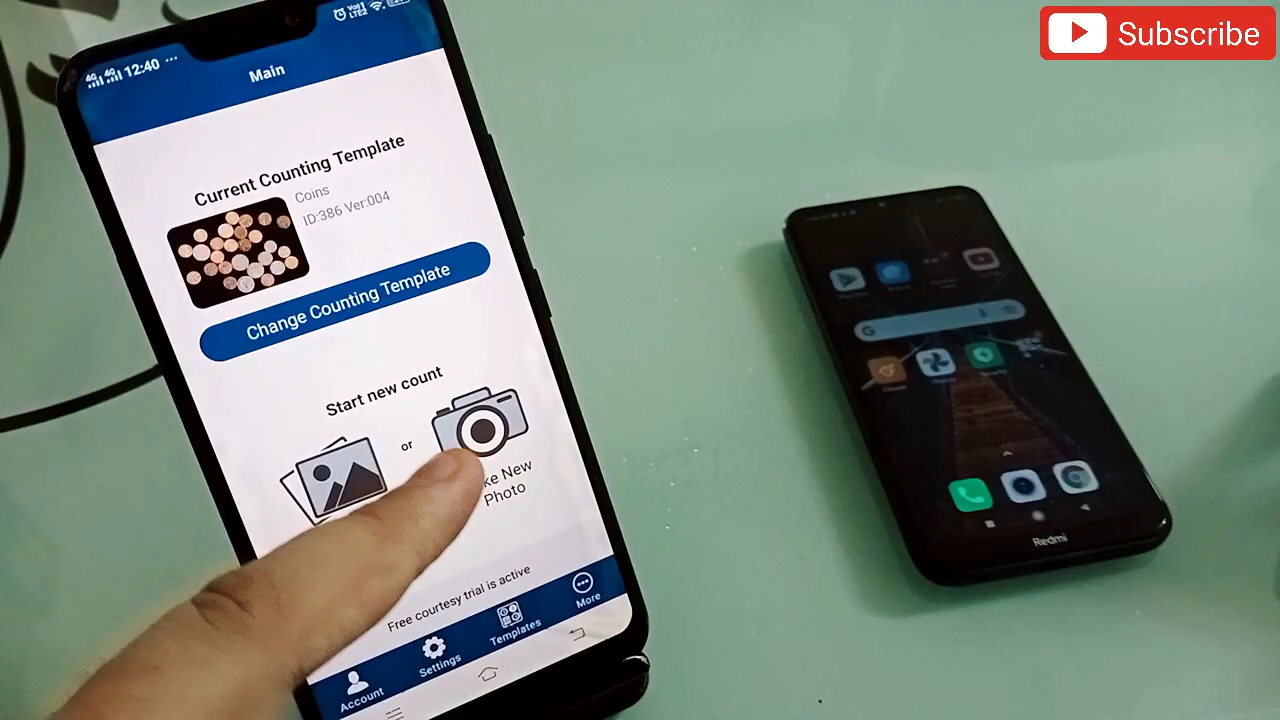 Subscribe
4G 4G 12:40 ...
LTE2
Main
Current Counting Template
Coins
ID:386 Ver:004
Change Counting Template
Start new count
or
ke New
Photo
Free courtesy trial is active
Account
Settings
Templates
More
Redmi